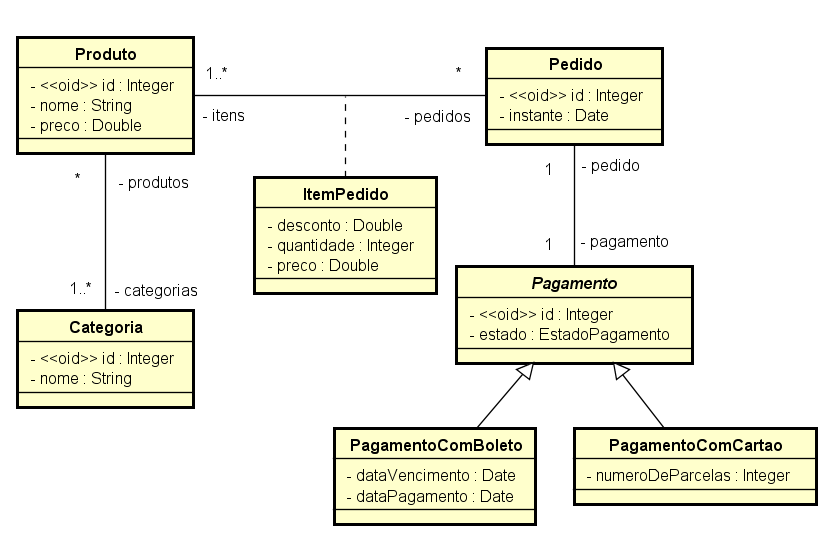 Produto
- <<oid>> id : Integer
- nome : String
- preco : Double
1..*
*
- itens
- pedidos
Pedido
- <<oid>> id : Integer
- instante : Date
*
- produtos
1..*
- categorias
ItemPedido
- desconto : Double
- quantidade : Integer
- preco : Double
1
- pedido
1
- pagamento
Categoria
- <<oid>> id : Integer
- nome : String
Pagamento
- <<oid>> id : Integer
- estado : EstadoPagamento
PagamentoComBoleto
- dataVencimento : Date
- dataPagamento : Date
PagamentoComCartao
- numeroDeParcelas : Integer